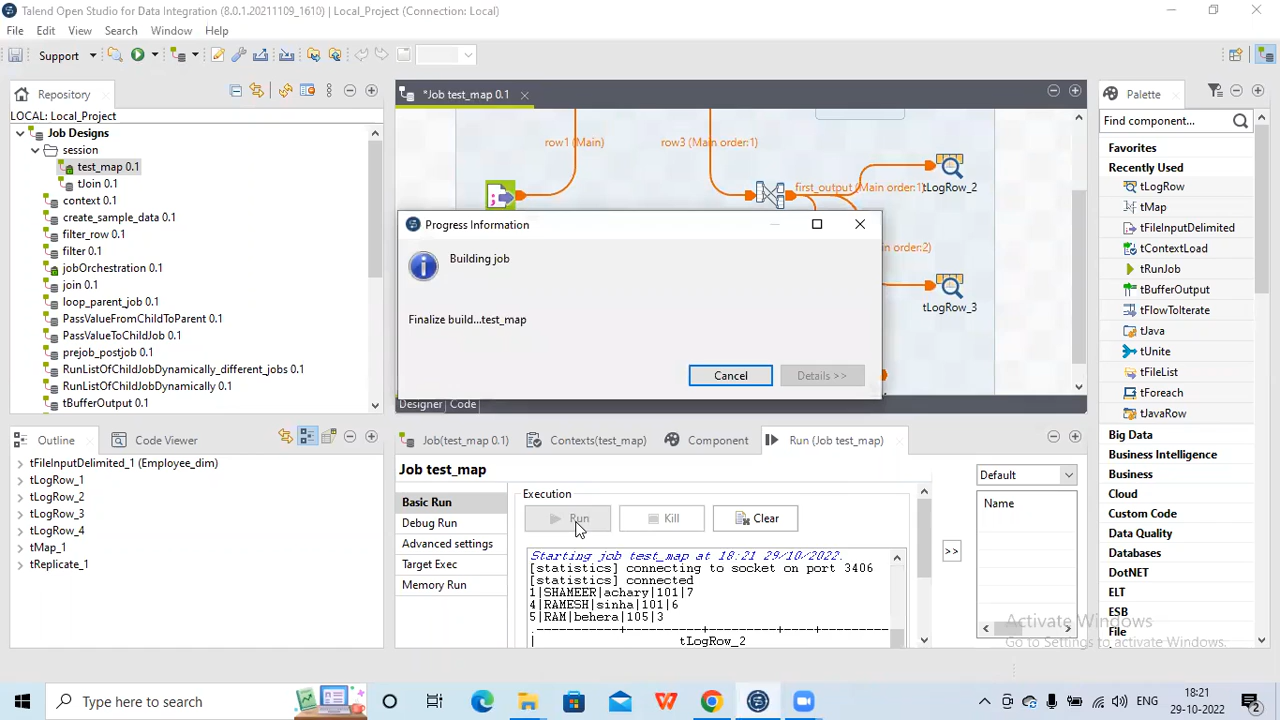 Talend Open Studio for Data Integration (8.0.1.20211109_1610) | Local_Project (Connection: Local)
File Edit View Search Window Help
Support
Repository
LOCAL: Local_Project
Job Designs
session
test_map 0.1
tJoin 0.1
context 0.1
create_sample_data 0.1
filter_row 0.1
filter 0.1
jobOrchestration 0.1
join 0.1
loop_parent_job 0.1
PassValueFromChildToParent 0.1
PassValueToChildJob 0.1
prejob_postjob 0.1
RunListOfChildJobDynamically_different_jobs 0.1
RunListOfChildJobDynamically 0.1
tBufferOutput 0.1
*Job test_map 0.1
row1 (Main)
row3 (Main order:1)
first_output (Main order:1)
tLogRow_2
order:2)
tLogRow_3
Designer Code
Progress Information
Building job
Finalize build...test_map
Cancel
Details >>
Palette
Find component...
Favorites
Recently Used
tLogRow
tMap
tFileInputDelimited
tContextLoad
tRunJob
tBufferOutput
tFlowToIterate
tJava
tUnite
tFileList
tForeach
tJavaRow
Big Data
Business Intelligence
Business
Cloud
Custom Code
Data Quality
Databases
DotNET
ELT
ESB
File
Outline
Code Viewer
tFileInputDelimited_1 (Employee_dim)
tLogRow_1
tLogRow_2
tLogRow_3
tLogRow_4
tMap_1
tReplicate_1
Job(test_map 0.1)
Contexts(test_map)
Component
Run (Job test_map)
Job test_map
Basic Run
Debug Run
Advanced settings
Target Exec
Memory Run
Execution
Run
Kill
Clear
Starting job test_map at 18:21 29/10/2022.
[statistics] connecting to socket on port 3406
[statistics] connected
1|SHAMEER|achary|101|7
4|RAMESH|sinha|101|6
5|RAM|behera|105|3
.-----------+---------+---------+----+---------
| tLogRow_2
>>
Default
Name
Activate Windows
Go to Settings to activate Windows.
Type here to search
ENG
18:21
29-10-2022
2